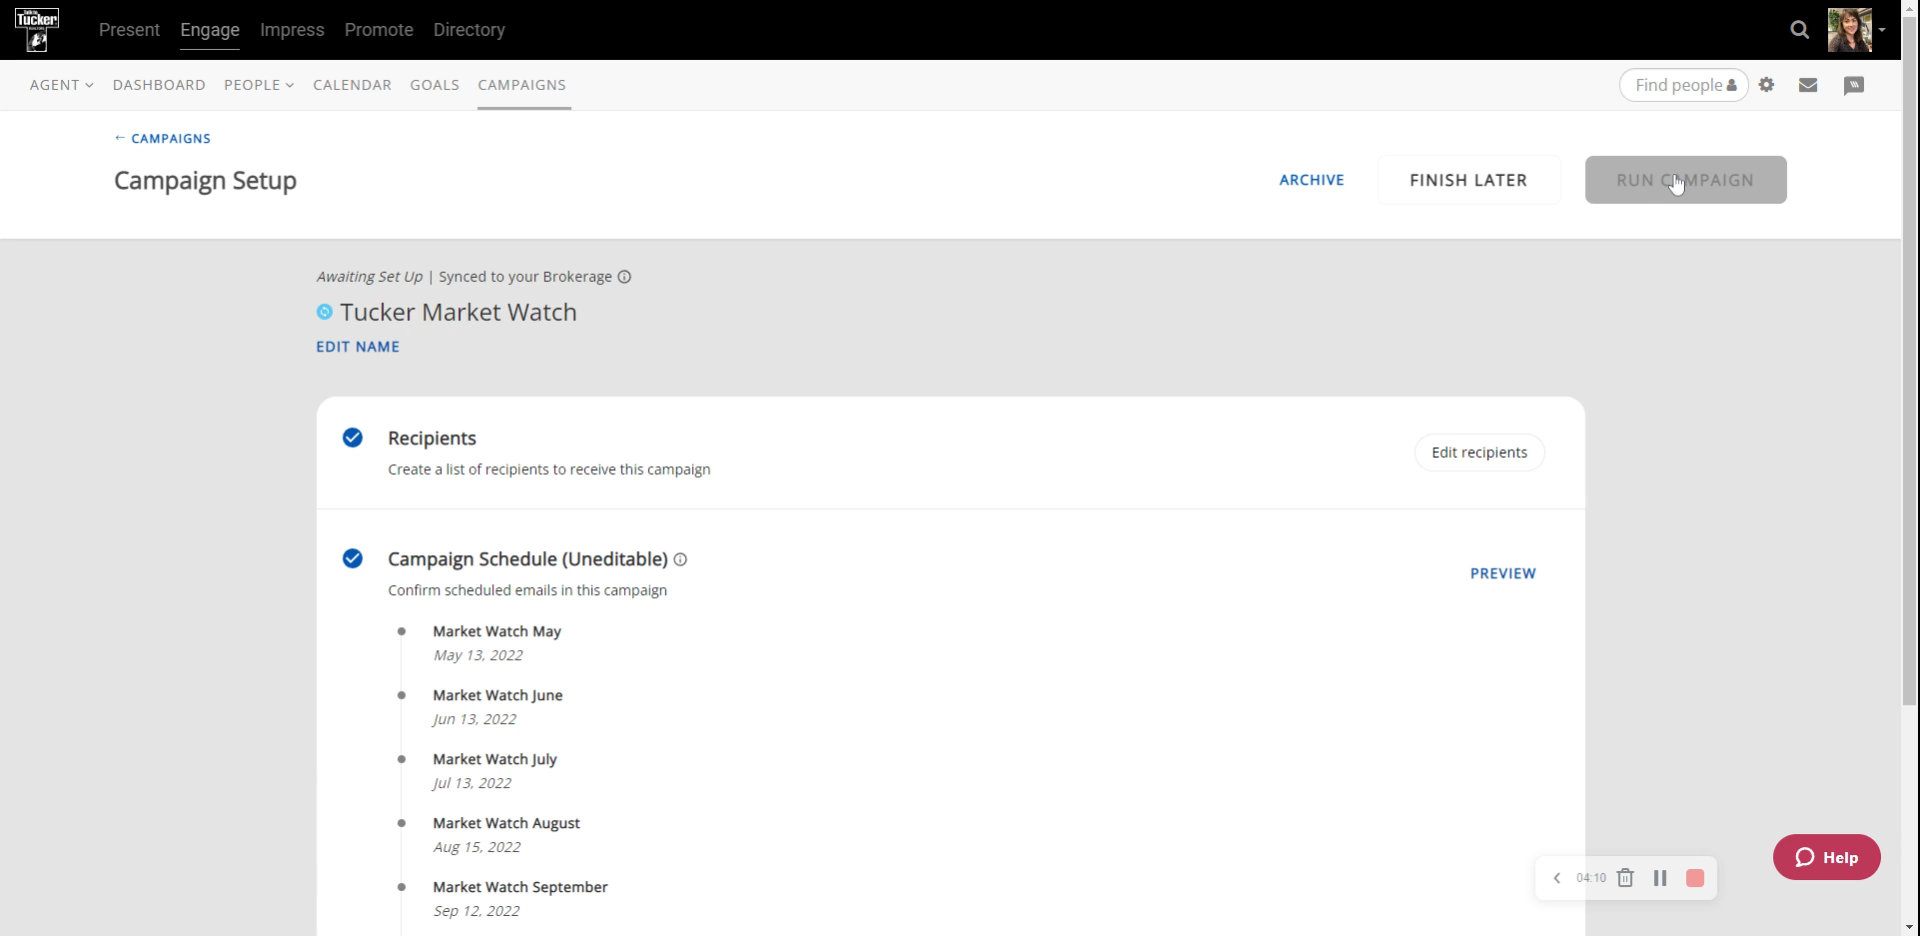 Tucker
Present Engage Impress Promote Directory
AGENT DASHBOARD PEOPLE CALENDAR GOALS CAMPAIGNS
Find people
← CAMPAIGNS
Campaign Setup
ARCHIVE
FINISH LATER
RUN CAMPAIGN
Awaiting Set Up | Synced to your Brokerage
Tucker Market Watch
EDIT NAME
Recipients
Create a list of recipients to receive this campaign
Edit recipients
Campaign Schedule (Uneditable)
Confirm scheduled emails in this campaign
PREVIEW
Market Watch May
May 13, 2022
Market Watch June
Jun 13, 2022
Market Watch July
Jul 13, 2022
Market Watch August
Aug 15, 2022
Market Watch September
Sep 12, 2022
04:10
Help